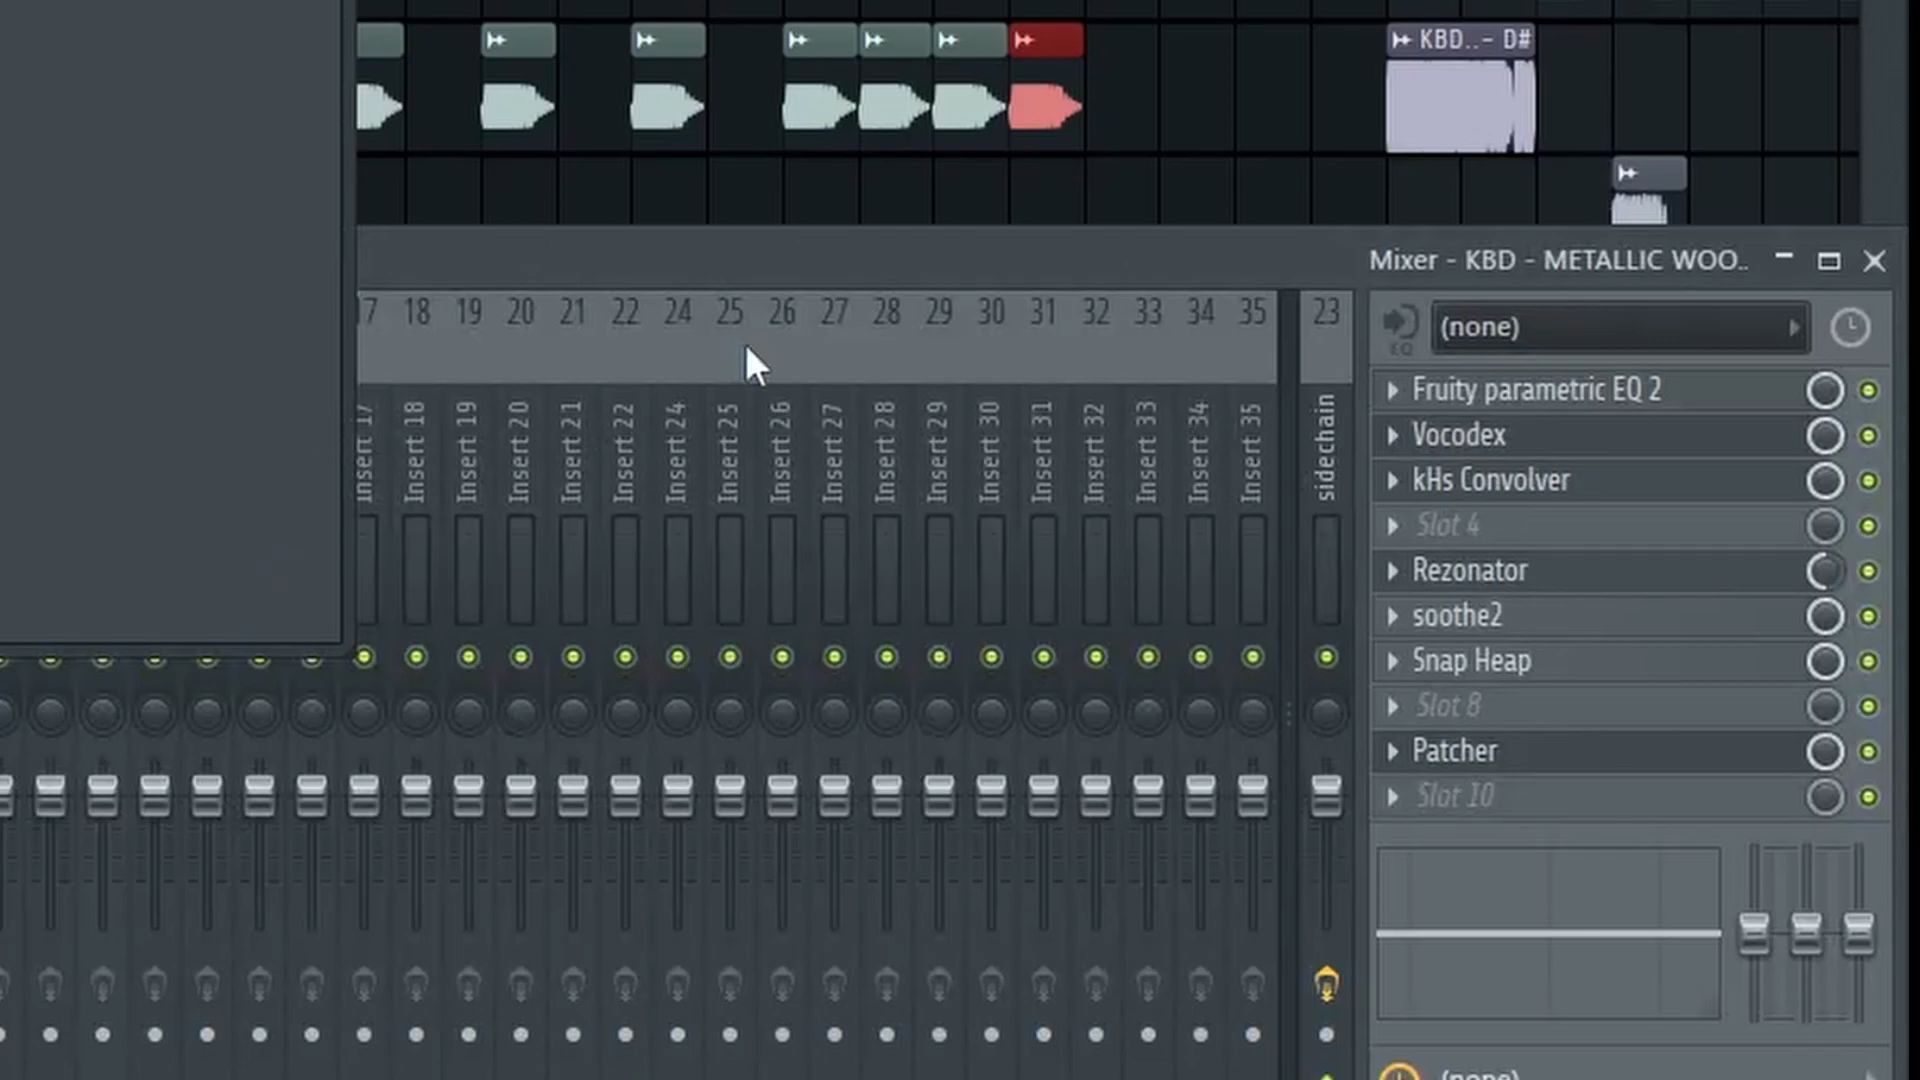 KBD..- D#
Mixer - KBD - METALLIC WOO..
17 18 19 20 21 22 24 25 26 27 28 29 30 31 32 33 34 35 23
EQ
(none)
Insert 17
Insert 18
Insert 19
Insert 20
Insert 21
Insert 22
Insert 24
Insert 25
Insert 26
Insert 27
Insert 28
Insert 29
Insert 30
Insert 31
Insert 32
Insert 33
Insert 34
Insert 35
sidechain
Fruity parametric EQ 2
Vocodex
kHs Convolver
Slot 4
Rezonator
soothe2
Snap Heap
Slot 8
Patcher
Slot 10
(none)